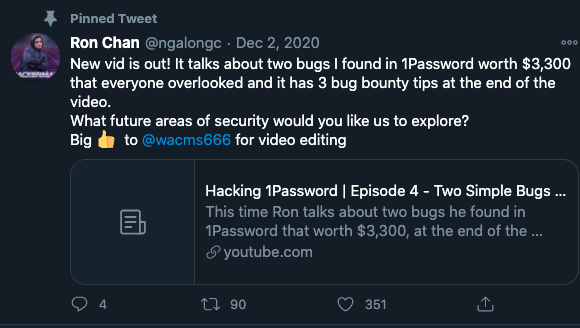 Pinned Tweet
Ron Chan @ngalongc · Dec 2, 2020
New vid is out! It talks about two bugs I found in 1Password worth $3,300
that everyone overlooked and it has 3 bug bounty tips at the end of the
video.
What future areas of security would you like us to explore?
Big 👍 to @wacms666 for video editing
Hacking 1Password | Episode 4 - Two Simple Bugs ...
This time Ron talks about two bugs he found in
1Password that worth $3,300, at the end of the ...
youtube.com
4 90 351